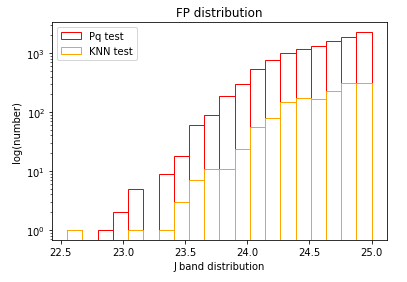 FP distribution
Pq test
KNN test
log(number)
10³
10²
10¹
10⁰
22.5 23.0 23.5 24.0 24.5 25.0
J band distribution